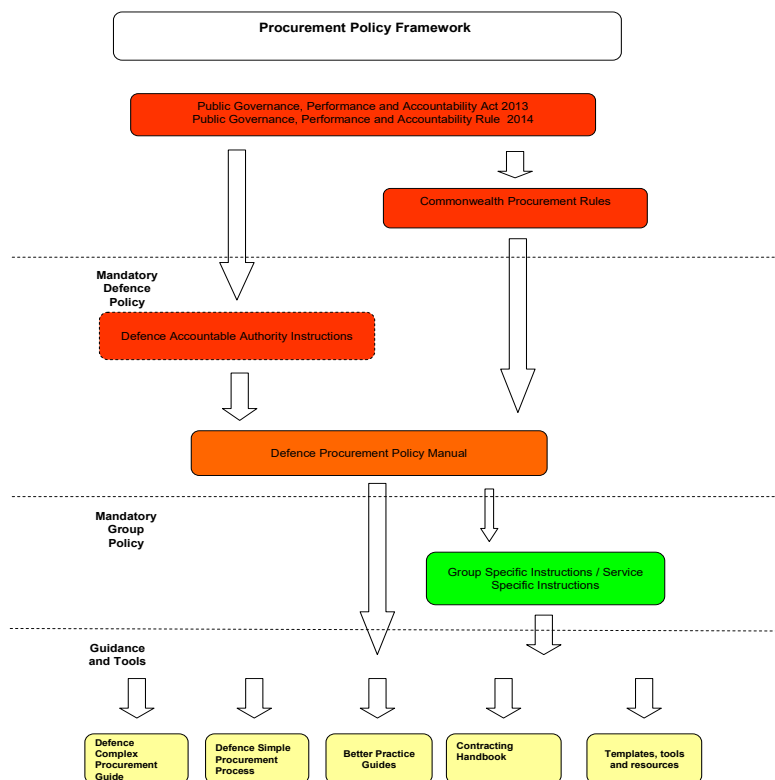 Procurement Policy Framework
Public Governance, Performance and Accountability Act 2013
Public Governance, Performance and Accountability Rule 2014
Commonwealth Procurement Rules
Mandatory
Defence
Policy
Defence Accountable Authority Instructions
Defence Procurement Policy Manual
Mandatory
Group
Policy
Group Specific Instructions / Service
Specific Instructions
Guidance
and Tools
Defence
Complex
Procurement
Guide
Defence Simple
Procurement
Process
Better Practice
Guides
Contracting
Handbook
Templates, tools
and resources